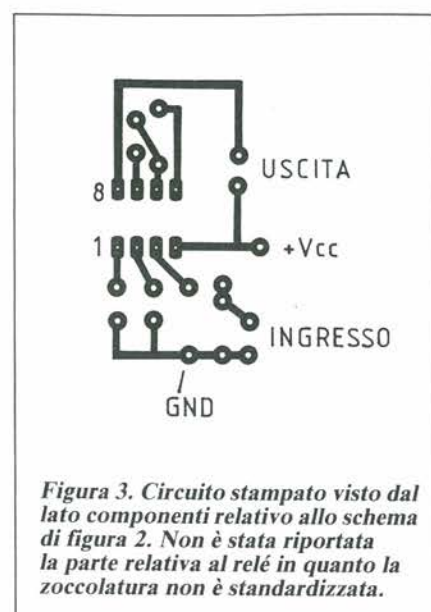 8
USCITA
1
+Vcc
INGRESSO
GND
Figura 3. Circuito stampato visto dal
lato componenti relativo allo schema
di figura 2. Non è stata riportata
la parte relativa al relé in quanto la
zoccolatura non è standardizzata.